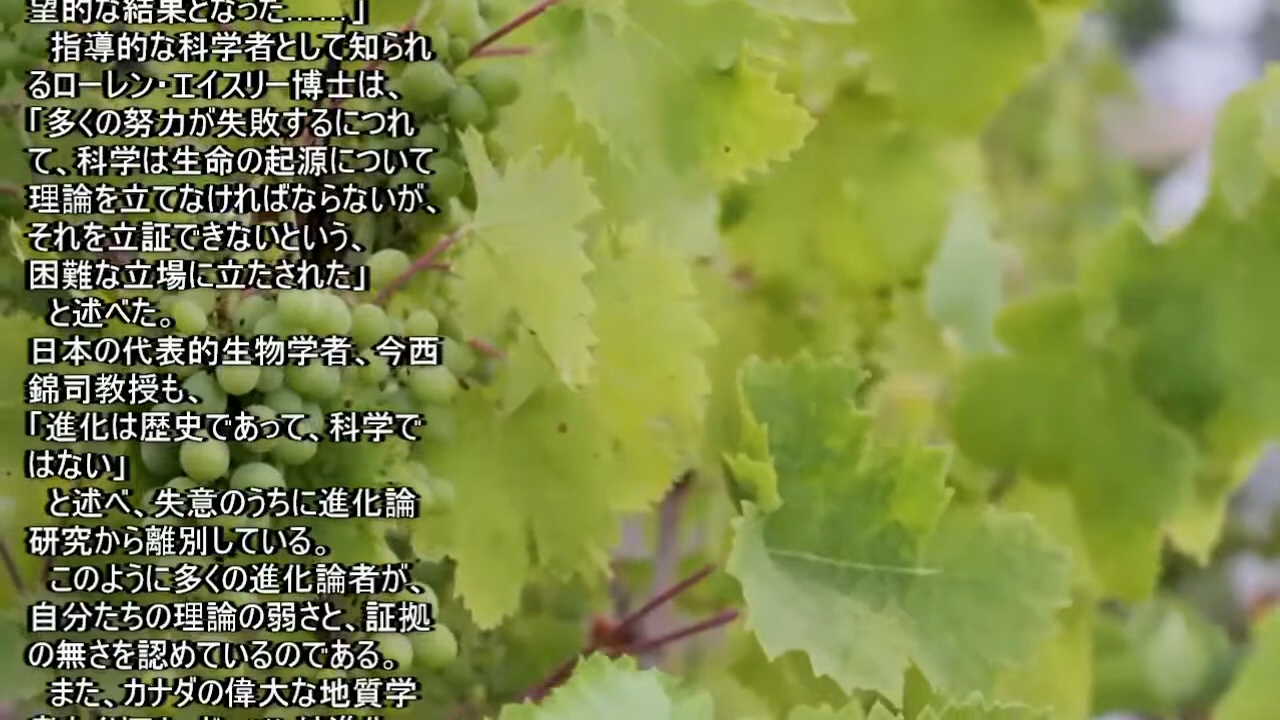 望的な結果となった……」
指導的な科学者として知られ
るローレン・エイスリー博士は、
「多くの努力が失敗するにつれ
て、科学は生命の起源について
理論を立てなければならないが、
それを立証できないという、
困難な立場に立たされた」
と述べた。
日本の代表的生物学者、今西
錦司教授も、
「進化は歴史であって、科学で
はない」
と述べ、失意のうちに進化論
研究から離別している。
このように多くの進化論者が、
自分たちの理論の弱さと、証拠
の無さを認めているのである。
また、カナダの偉大な地質学